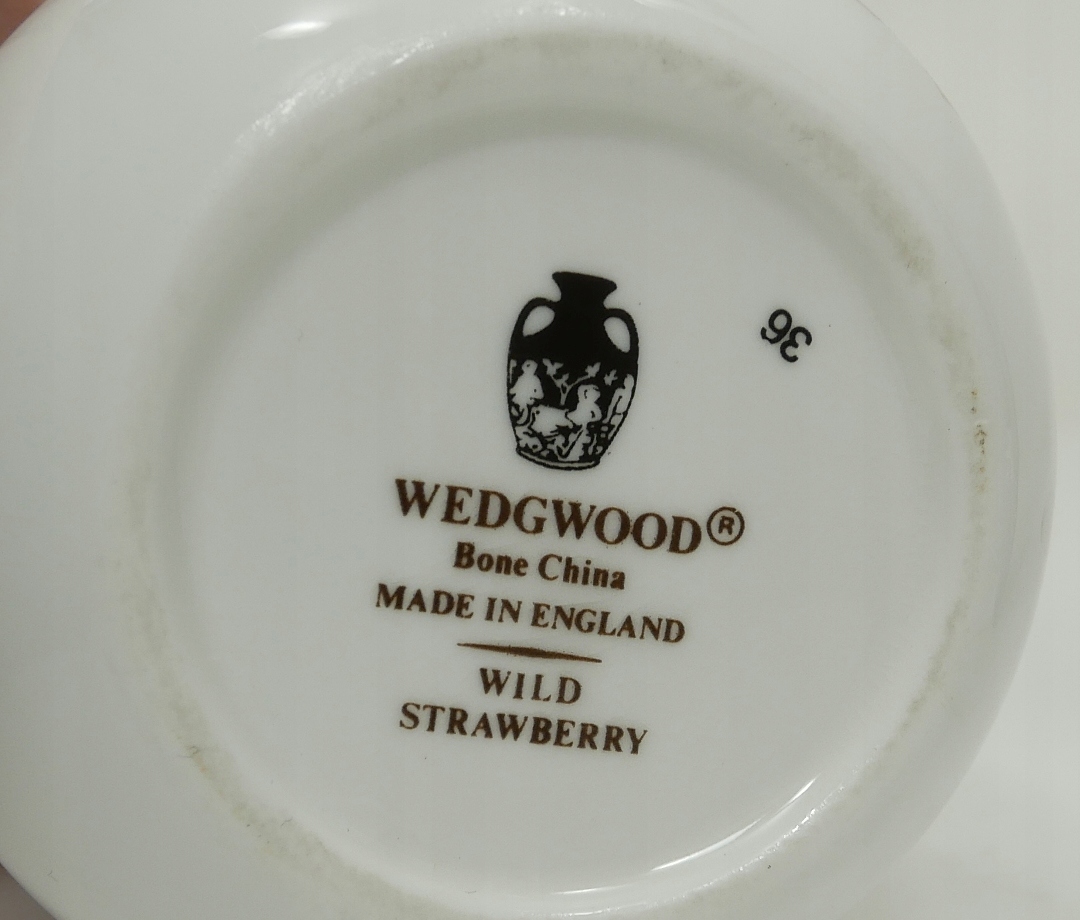 36
WEDGWOOD®
Bone China
MADE IN ENGLAND
WILD
STRAWBERRY